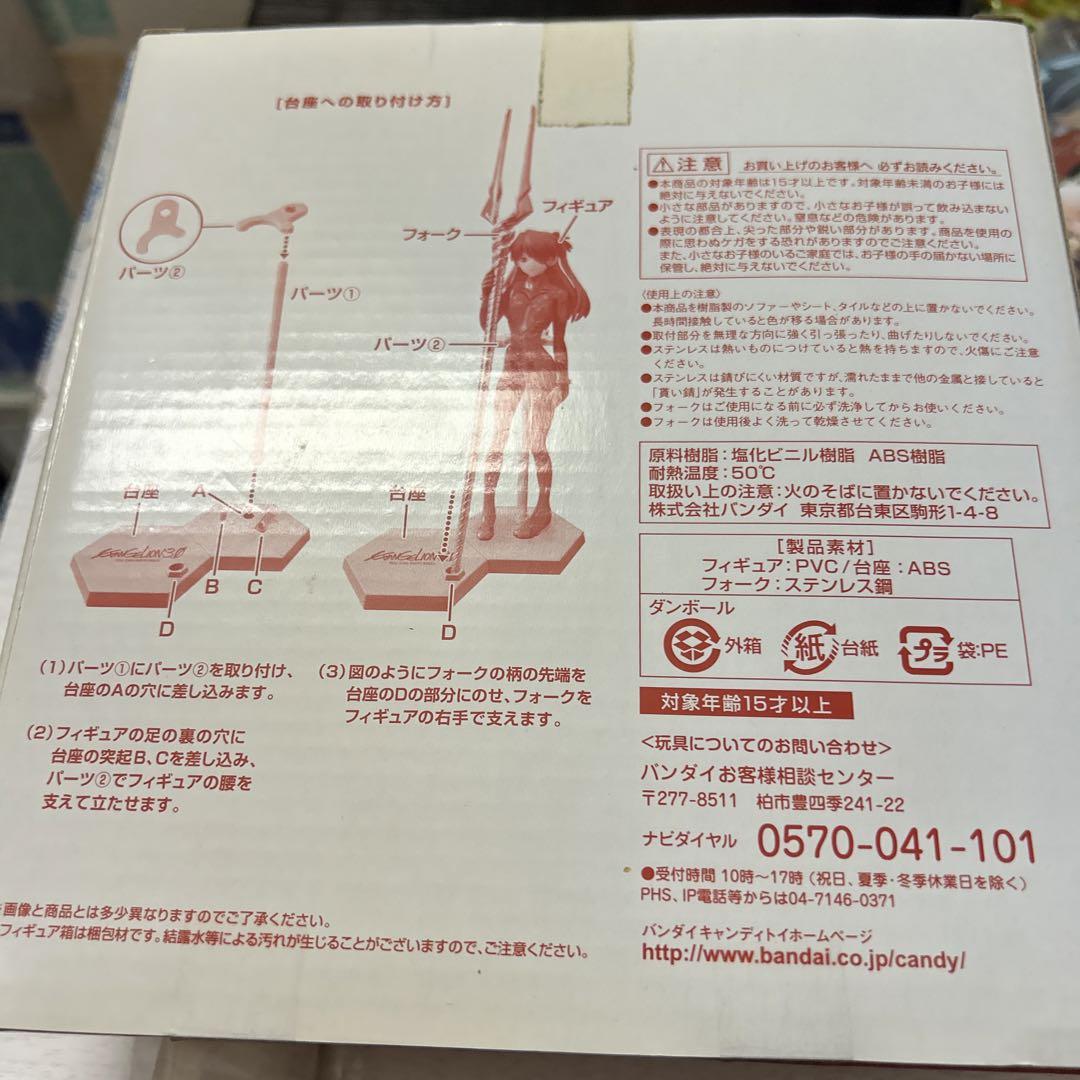 [台座への取り付け方]
パーツ②
パーツ①
台座
A
B
C
D
EVANGELION3.0
フィギュア
フォーク
パーツ②
台座
D
(1)パーツ①にパーツ②を取り付け、
台座のAの穴に差し込みます。
(2)フィギュアの足の裏の穴に
台座の突起B、Cを差し込み、
パーツ②でフィギュアの腰を
支えて立たせます。
(3)図のようにフォークの柄の先端を
台座のDの部分にのせ、フォークを
フィギュアの右手で支えます。
画像と商品とは多少異なりますのでご了承ください。
フィギュア箱は梱包材です。結露水等による汚れが生じることがございますので、ご注意ください。
注意 お買い上げのお客様へ 必ずお読みください。
●本商品の対象年齢は15才以上です。対象年齢未満のお子様には
絶対に与えないでください。
●小さな部品がありますので、小さなお子様が誤って飲み込まない
ように注意してください。窒息などの危険があります。
●表現の都合上、尖った部分や鋭い部分があります。商品を使用の
際に思わぬケガをする恐れがありますのでご注意ください。
また、小さなお子様のいるご家庭では、お子様の手の届かない場所に
保管し、絶対に与えないでください。
〈使用上の注意〉
●本商品を樹脂製のソファーやシート、タイルなどの上に置かないでください。
長時間接触していると色が移る場合があります。
●取付部分を無理な方向に強く引っ張ったり、曲げたりしないでください。
●ステンレスは熱いものにつけていると熱を持ちますので、火傷にご注意
ください。
●ステンレスは錆びにくい材質ですが、濡れたままで他の金属と接していると
「貰い錆」が発生することがあります。
●フォークはご使用になる前に必ず洗浄してからお使いください。
●フォークは使用後よく洗って乾燥させてください。
原料樹脂:塩化ビニル樹脂 ABS樹脂
耐熱温度:50℃
取扱い上の注意:火のそばに置かないでください。
株式会社バンダイ 東京都台東区駒形1-4-8
[製品素材]
フィギュア:PVC/台座:ABS
フォーク:ステンレス鋼
ダンボール
外箱
紙 台紙
プラ 袋:PE
対象年齢15才以上
<玩具についてのお問い合わせ>
バンダイお客様相談センター
〒277-8511 柏市豊四季241-22
ナビダイヤル 0570-041-101
●受付時間 10時〜17時(祝日、夏季・冬季休業日を除く)
PHS、IP電話等からは04-7146-0371
バンダイキャンディトイホームページ
http://www.bandai.co.jp/candy/